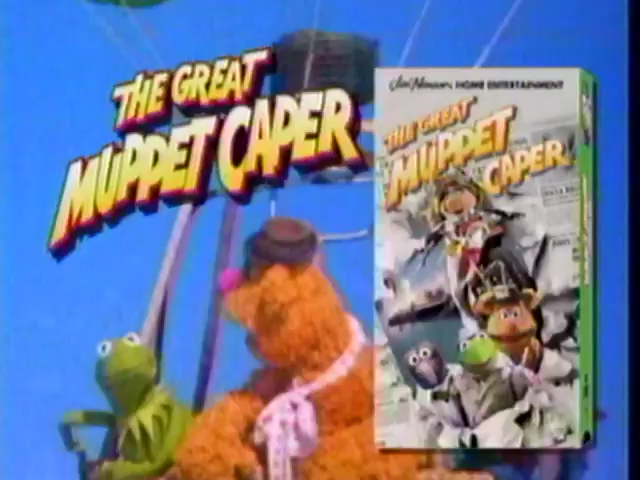 THE GREAT
MUPPET CAPER
Jim Henson HOME ENTERTAINMENT
THE GREAT
MUPPET
CAPER